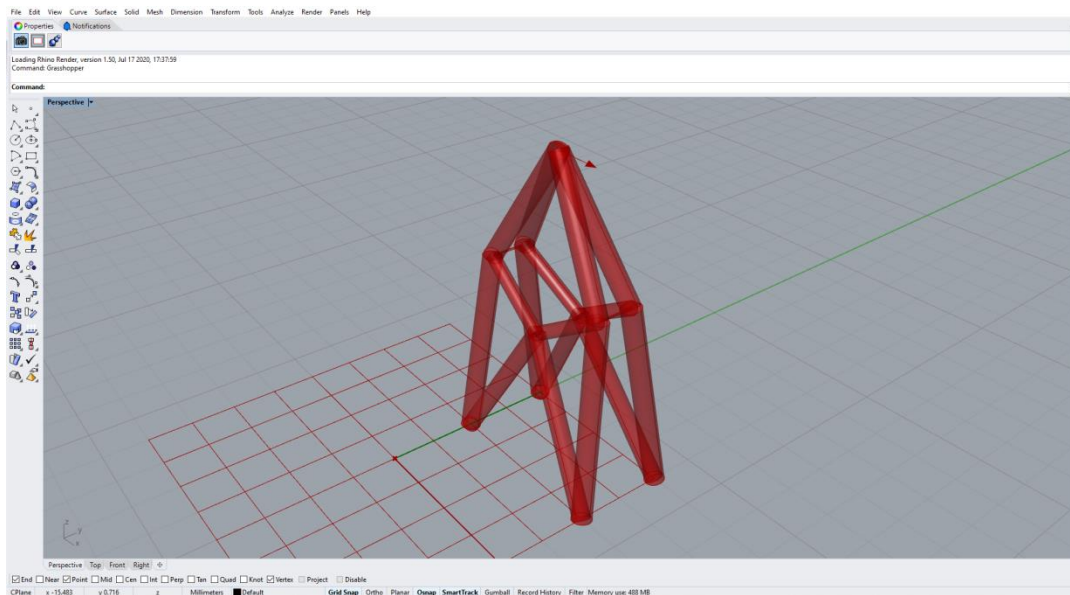 File Edit View Curve Surface Solid Mesh Dimension Transform Tools Analyze Render Panels Help
Properties Notifications
Loading Rhino Render, version 1.50, Jul 17 2020, 17:37:59
Command: Grasshopper
Command:
Perspective
z
y
x
Perspective Top Front Right
End Near Point Mid Cen Int Perp Tan Quad Knot Vertex Project Disable
CPlane x -15.483 y 0.716 z Millimeters Default Grid Snap Ortho Planar Osnap SmartTrack Gumball Record History Filter Memory use: 488 MB